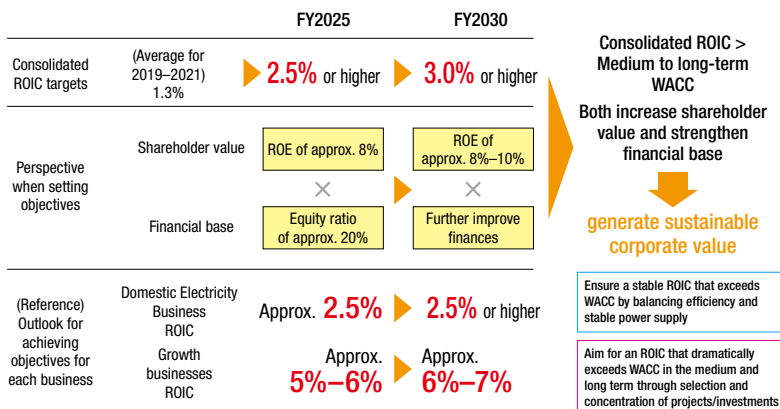 FY2025
FY2030
Consolidated
ROIC targets
(Average for
2019–2021)
1.3%
2.5% or higher
3.0% or higher
Perspective
when setting
objectives
Shareholder value
ROE of approx. 8%
ROE of
approx. 8%–10%
×
×
Financial base
Equity ratio
of approx. 20%
Further improve
finances
(Reference)
Outlook for
achieving
objectives for
each business
Domestic Electricity
Business
ROIC
Approx. 2.5%
2.5% or higher
Growth
businesses
ROIC
Approx.
5%–6%
Approx.
6%–7%
Consolidated ROIC >
Medium to long-term
WACC
Both increase shareholder
value and strengthen
financial base
generate sustainable
corporate value
Ensure a stable ROIC that exceeds
WACC by balancing efficiency and
stable power supply
Aim for an ROIC that dramatically
exceeds WACC in the medium and
long term through selection and
concentration of projects/investments